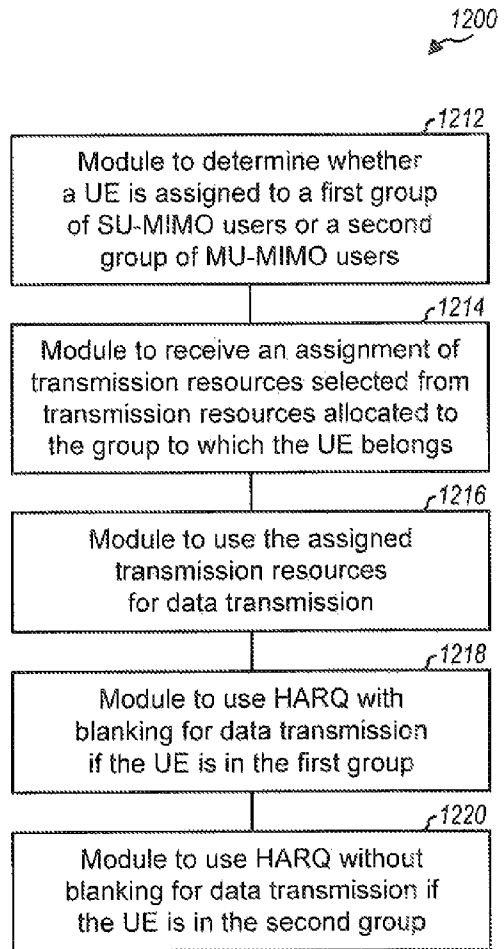 1200
1212
Module to determine whether
a UE is assigned to a first group
of SU-MIMO users or a second
group of MU-MIMO users
1214
Module to receive an assignment of
transmission resources selected from
transmission resources allocated to
the group to which the UE belongs
1216
Module to use the assigned
transmission resources
for data transmission
1218
Module to use HARQ with
blanking for data transmission
if the UE is in the first group
1220
Module to use HARQ without
blanking for data transmission if
the UE is in the second group